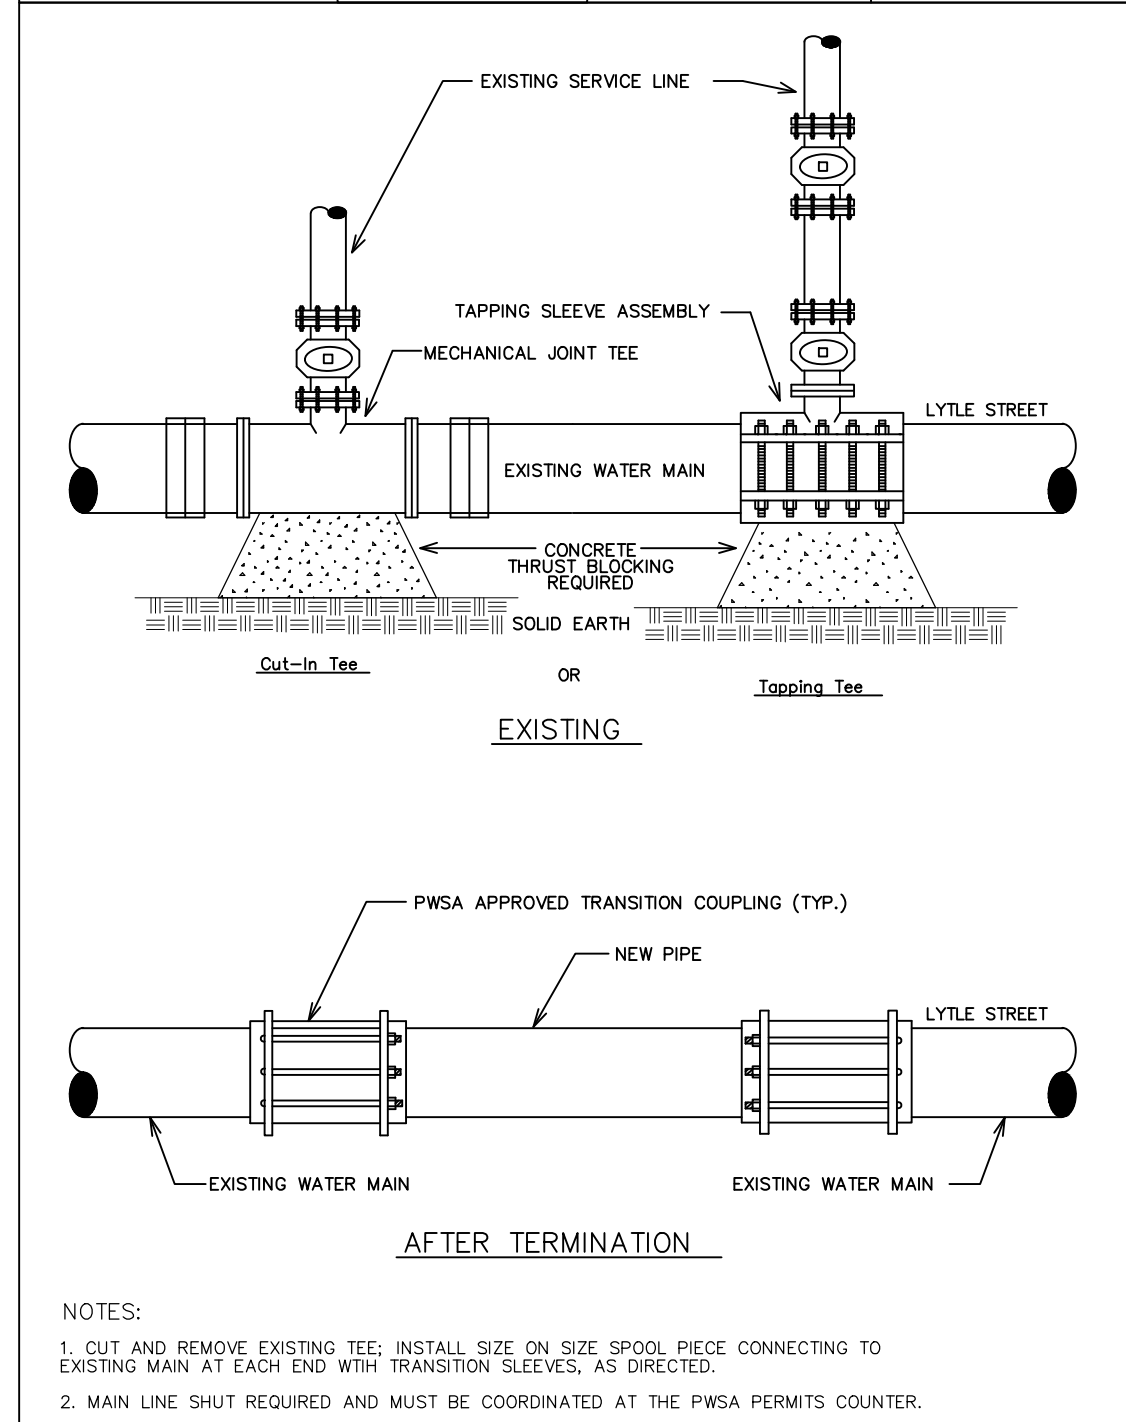 EXISTING SERVICE LINE
TAPPING SLEEVE ASSEMBLY
MECHANICAL JOINT TEE
LYTLE STREET
EXISTING WATER MAIN
CONCRETE
THRUST BLOCKING
REQUIRED
SOLID EARTH
Cut-In Tee
OR
Tapping Tee
EXISTING
PWSA APPROVED TRANSITION COUPLING (TYP.)
NEW PIPE
LYTLE STREET
EXISTING WATER MAIN
EXISTING WATER MAIN
AFTER TERMINATION
NOTES:
1. CUT AND REMOVE EXISTING TEE; INSTALL SIZE ON SIZE SPOOL PIECE CONNECTING TO
EXISTING MAIN AT EACH END WTIH TRANSITION SLEEVES, AS DIRECTED.
2. MAIN LINE SHUT REQUIRED AND MUST BE COORDINATED AT THE PWSA PERMITS COUNTER.